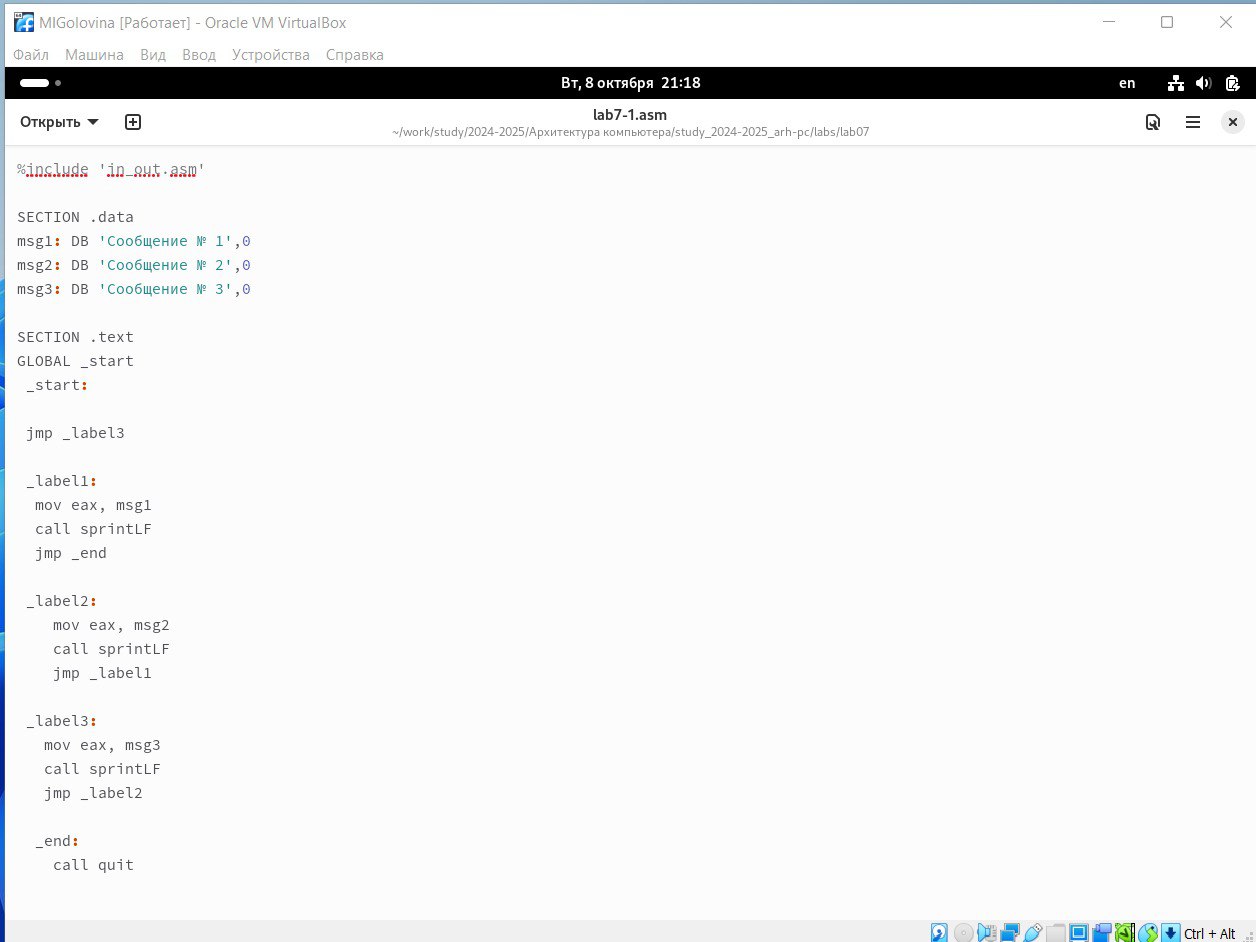 MIGolovina [Работает] - Oracle VM VirtualBox
Файл Машина Вид Ввод Устройства Справка
Вт, 8 октября 21:18 en
Открыть lab7-1.asm
~/work/study/2024-2025/Архитектура компьютера/study_2024-2025_arh-pc/labs/lab07
%include 'in_out.asm'
SECTION .data
msg1: DB 'Сообщение № 1',0
msg2: DB 'Сообщение № 2',0
msg3: DB 'Сообщение № 3',0
SECTION .text
GLOBAL _start
_start:
jmp _label3
_label1:
mov eax, msg1
call sprintLF
jmp _end
_label2:
mov eax, msg2
call sprintLF
jmp _label1
_label3:
mov eax, msg3
call sprintLF
jmp _label2
_end:
call quit
Ctrl + Alt